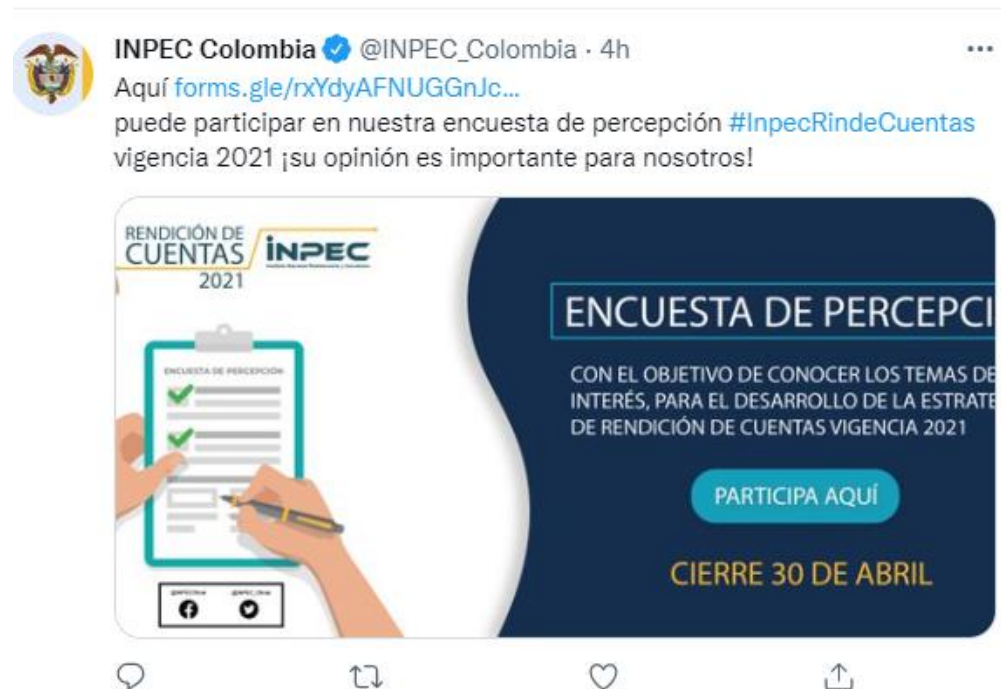 INPEC Colombia @INPEC_Colombia · 4h
Aquí forms.gle/rxYdyAFNUGGnJc...
puede participar en nuestra encuesta de percepción #InpecRindeCuentas
vigencia 2021 ¡su opinión es importante para nosotros!
RENDICIÓN DE
CUENTAS
2021
INPEC
ENCUESTA DE PERCEPCIÓN
ENCUESTA DE PERCEPCI
CON EL OBJETIVO DE CONOCER LOS TEMAS DE
INTERÉS, PARA EL DESARROLLO DE LA ESTRATE
DE RENDICIÓN DE CUENTAS VIGENCIA 2021
PARTICIPA AQUÍ
CIERRE 30 DE ABRIL